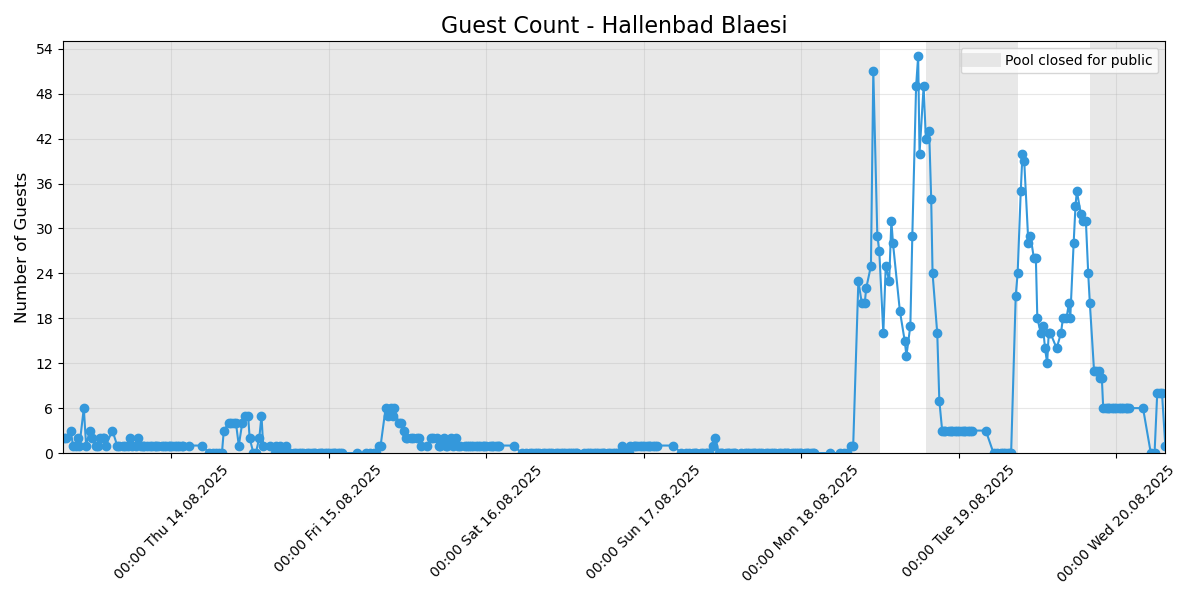 Guest Count - Hallenbad Blaesi
Pool closed for public
Number of Guests
54
48
42
36
30
24
18
12
6
0
00:00 Thu 14.08.2025
00:00 Fri 15.08.2025
00:00 Sat 16.08.2025
00:00 Sun 17.08.2025
00:00 Mon 18.08.2025
00:00 Tue 19.08.2025
00:00 Wed 20.08.2025